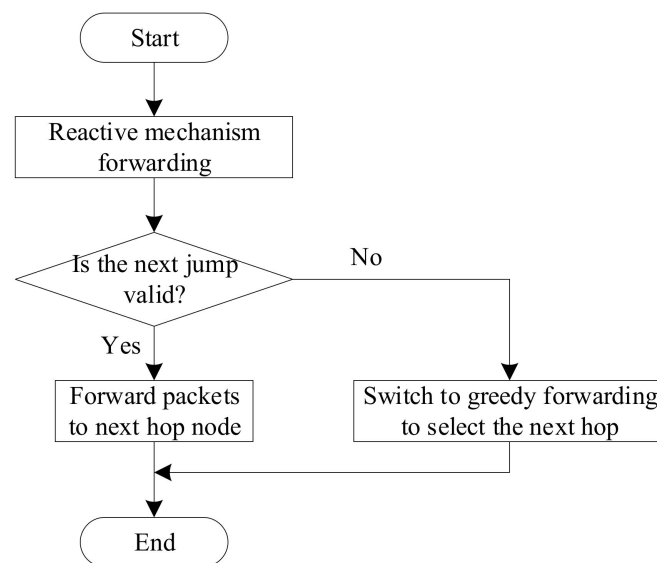 Start
Reactive mechanism
forwarding
Is the next jump
valid?
No
Yes
Forward packets
to next hop node
Switch to greedy forwarding
to select the next hop
End